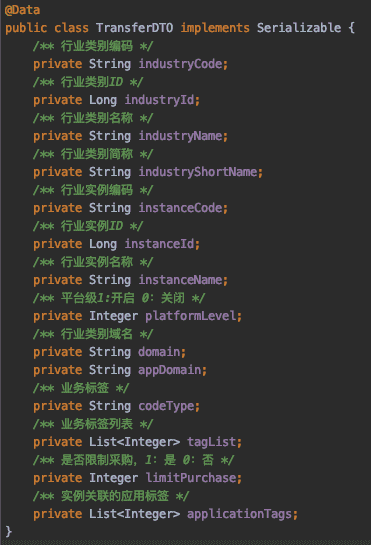 @Data
public class TransferDTO implements Serializable {
    /** 行业类别编码 */
    private String industryCode;
    /** 行业类别ID */
    private Long industryId;
    /** 行业类别名称 */
    private String industryName;
    /** 行业类别简称 */
    private String industryShortName;
    /** 行业实例编码 */
    private String instanceCode;
    /** 行业实例ID */
    private Long instanceId;
    /** 行业实例名称 */
    private String instanceName;
    /** 平台级1:开启 0: 关闭 */
    private Integer platformLevel;
    /** 行业类别域名 */
    private String domain;
    private String appDomain;
    /** 业务标签 */
    private String codeType;
    /** 业务标签列表 */
    private List<Integer> tagList;
    /** 是否限制采购, 1: 是 0: 否 */
    private Integer limitPurchase;
    /** 实例关联的应用标签 */
    private List<Integer> applicationTags;
}